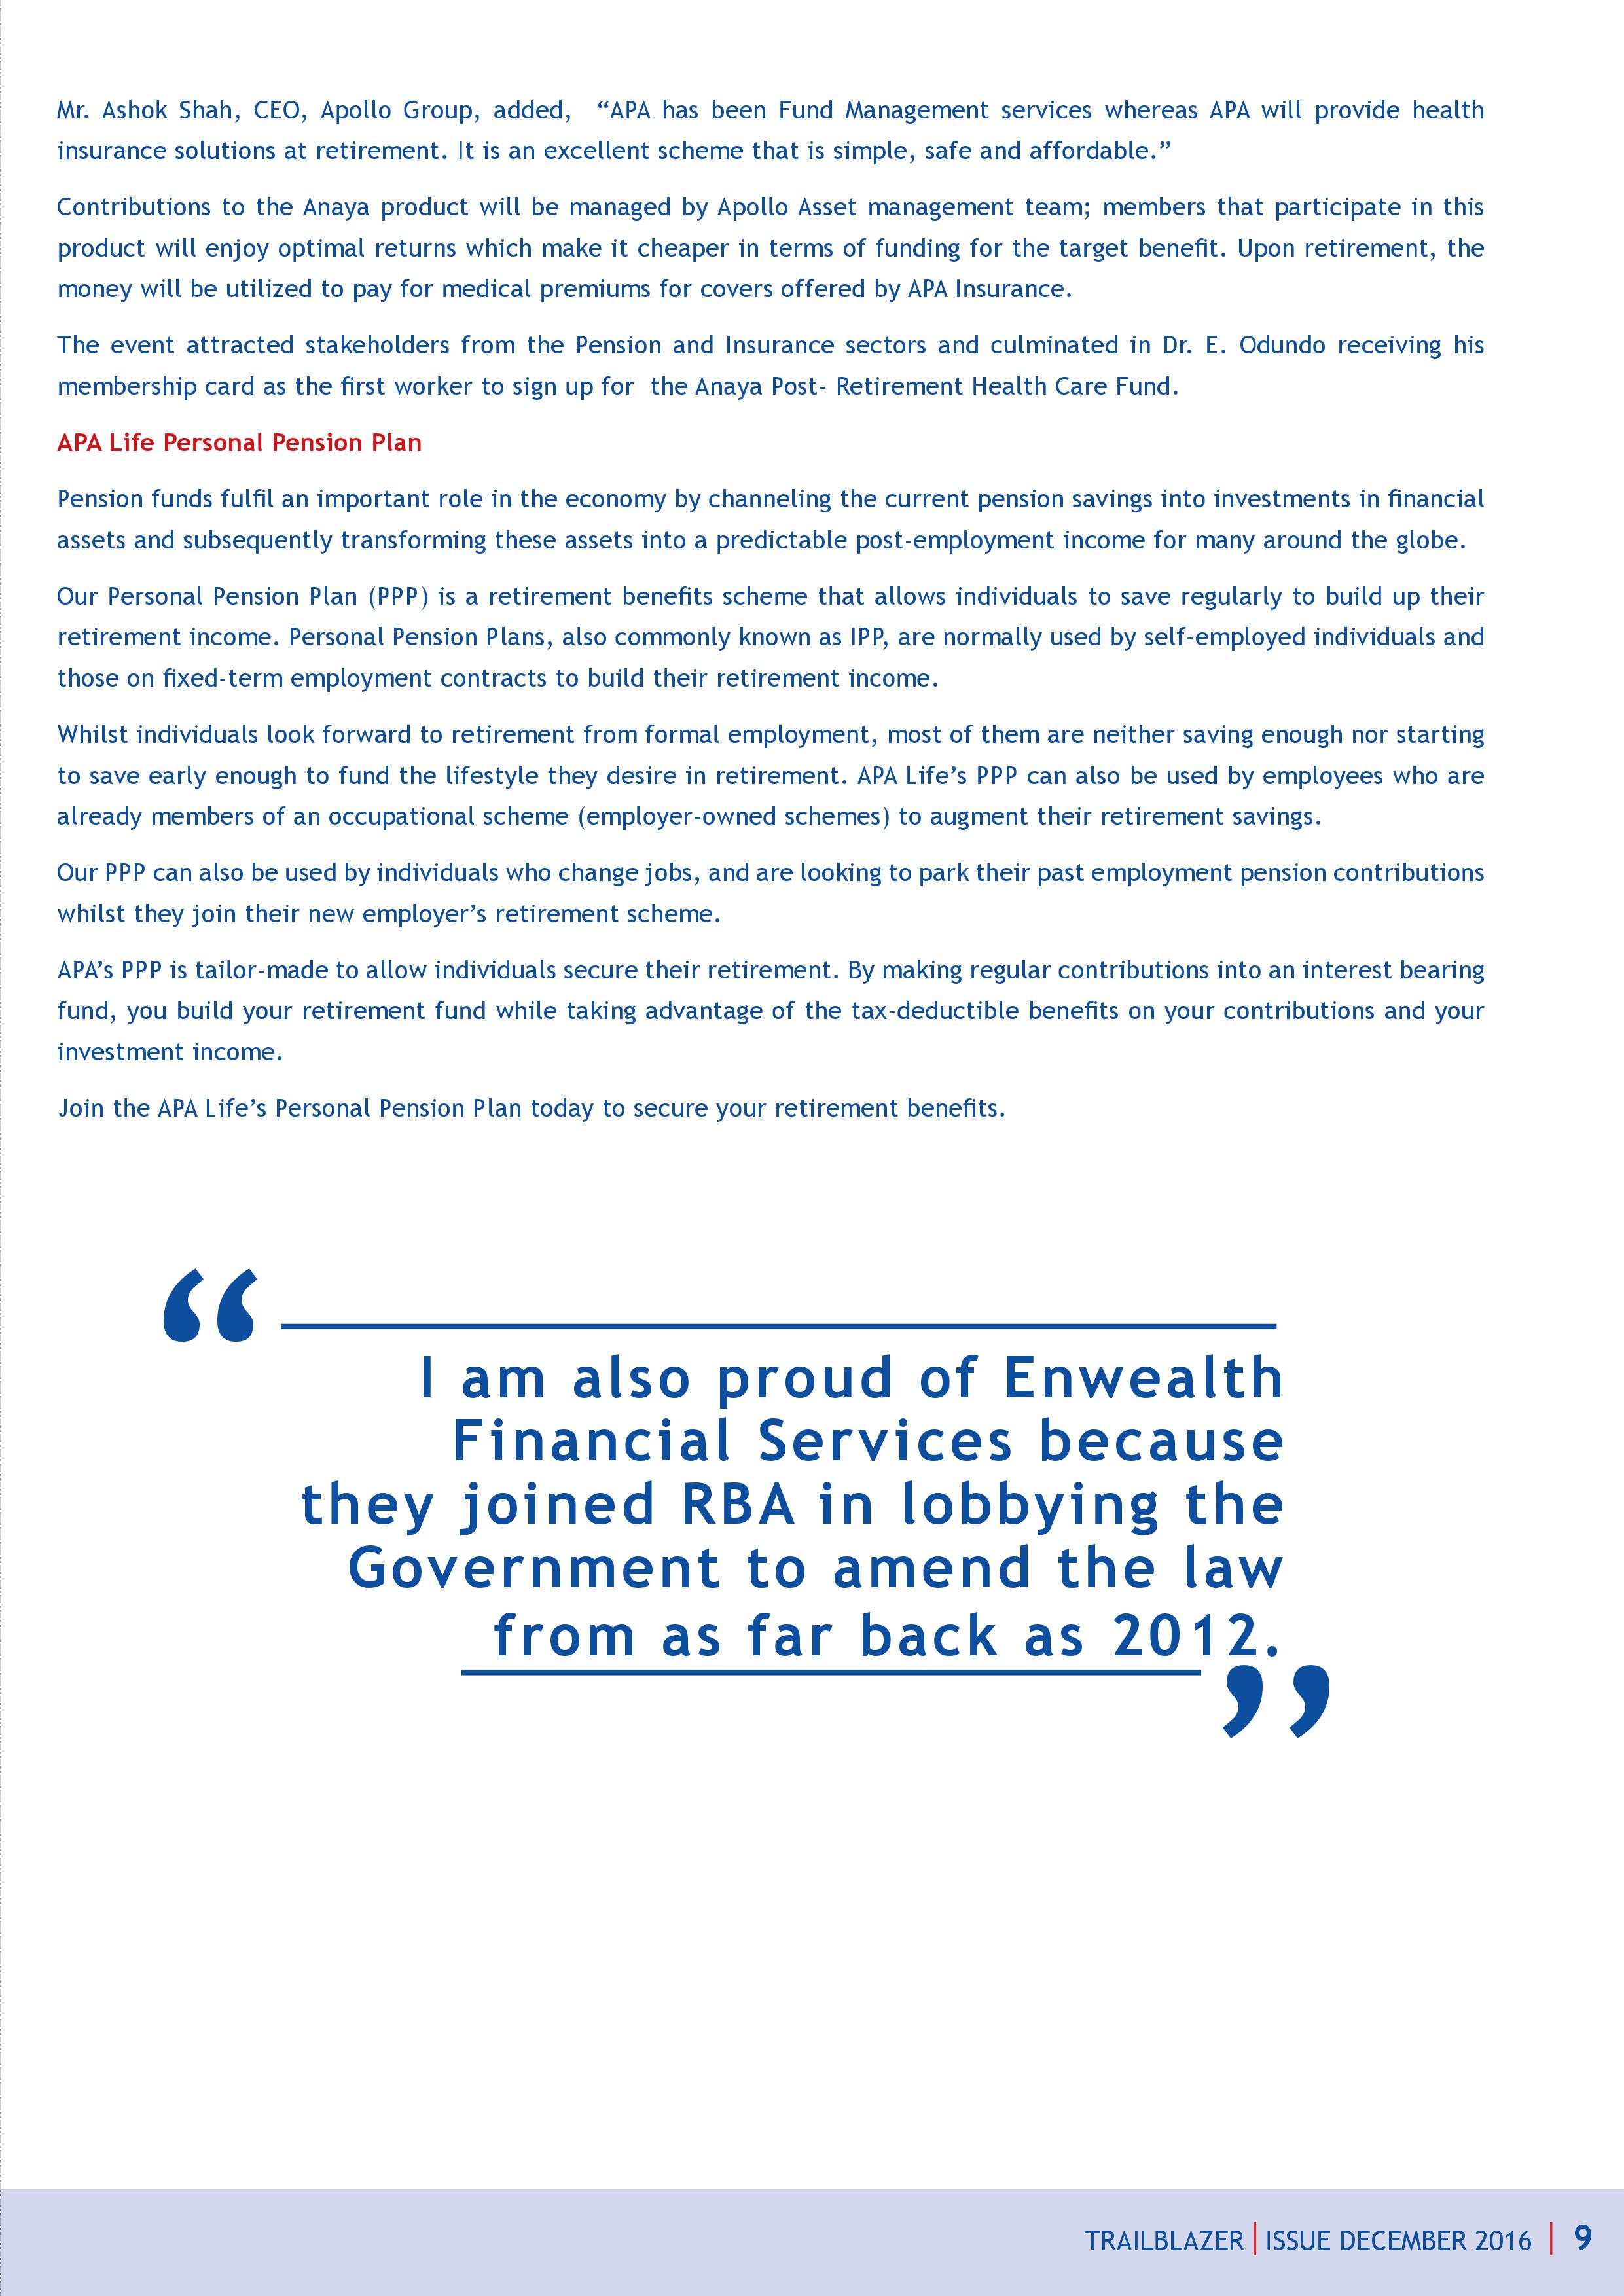 Mr. Ashok Shah, CEO, Apollo Group, added,  “APA has been Fund Management services whereas APA will provide health
insurance solutions at retirement. It is an excellent scheme that is simple, safe and affordable.”
Contributions to the Anaya product will be managed by Apollo Asset management team; members that participate in this
product will enjoy optimal returns which make it cheaper in terms of funding for the target benefit. Upon retirement, the
money will be utilized to pay for medical premiums for covers offered by APA Insurance.
The event attracted stakeholders from the Pension and Insurance sectors and culminated in Dr. E. Odundo receiving his
membership card as the first worker to sign up for  the Anaya Post- Retirement Health Care Fund.
APA Life Personal Pension Plan
Pension funds fulfil an important role in the economy by channeling the current pension savings into investments in financial
assets and subsequently transforming these assets into a predictable post-employment income for many around the globe.
Our Personal Pension Plan (PPP) is a retirement benefits scheme that allows individuals to save regularly to build up their
retirement income. Personal Pension Plans, also commonly known as IPP, are normally used by self-employed individuals and
those on fixed-term employment contracts to build their retirement income.
Whilst individuals look forward to retirement from formal employment, most of them are neither saving enough nor starting
to save early enough to fund the lifestyle they desire in retirement. APA Life’s PPP can also be used by employees who are
already members of an occupational scheme (employer-owned schemes) to augment their retirement savings.
Our PPP can also be used by individuals who change jobs, and are looking to park their past employment pension contributions
whilst they join their new employer’s retirement scheme.
APA’s PPP is tailor-made to allow individuals secure their retirement. By making regular contributions into an interest bearing
fund, you build your retirement fund while taking advantage of the tax-deductible benefits on your contributions and your
investment income.
Join the APA Life’s Personal Pension Plan today to secure your retirement benefits.
“
I am also proud of Enwealth
Financial Services because
they joined RBA in lobbying the
Government to amend the law
from as far back as 2012.
”
TRAILBLAZER | ISSUE DECEMBER 2016 | 9